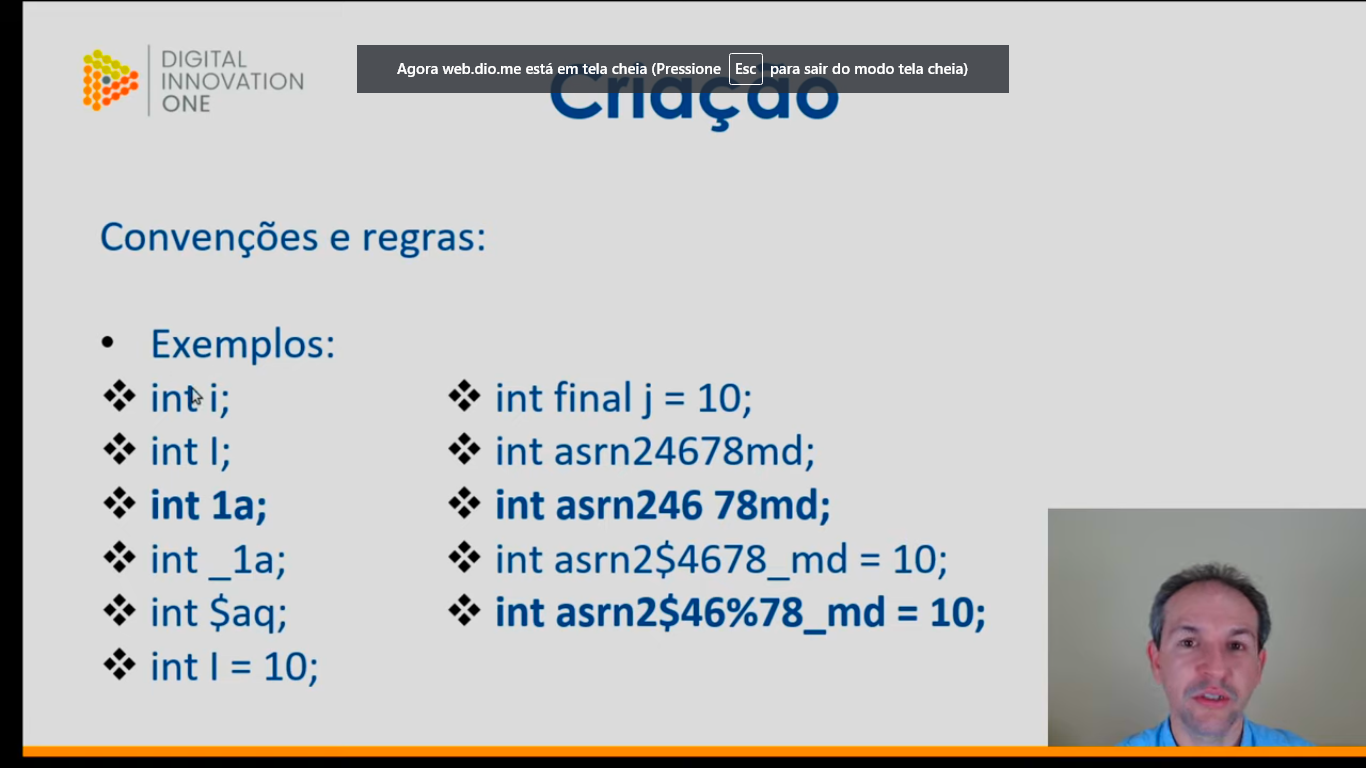 DIGITAL
INNOVATION
ONE
Agora web.dio.me está em tela cheia (Pressione Esc para sair do modo tela cheia)
Criação
Convenções e regras:
• Exemplos:
❖ int i;
❖ int I;
❖ int 1a;
❖ int _1a;
❖ int $aq;
❖ int I = 10;
❖ int final j = 10;
❖ int asrn24678md;
❖ int asrn246 78md;
❖ int asrn2$4678_md = 10;
❖ int asrn2$46%78_md = 10;